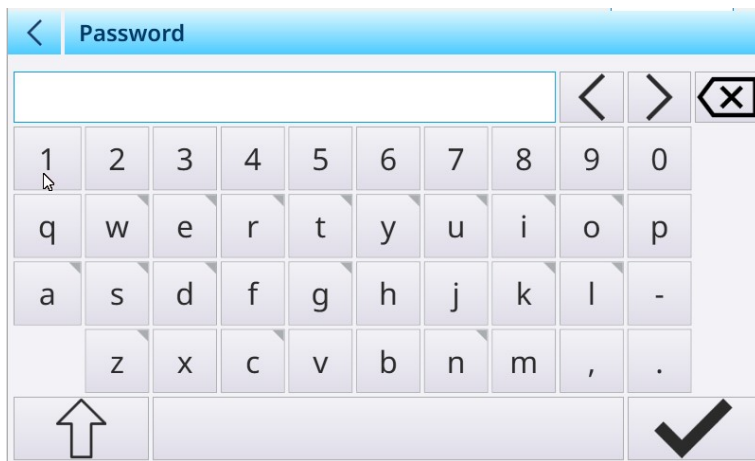 Password
1 2 3 4 5 6 7 8 9 0
q w e r t y u i o p
a s d f g h j k l -
z x c v b n m , .